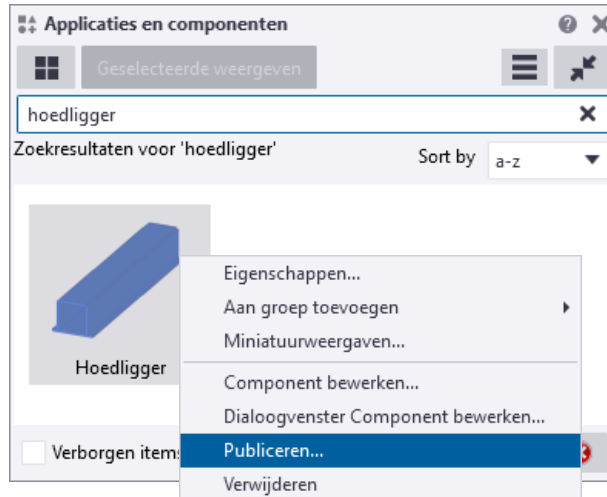 Applicaties en componenten
Geselecteerde weergeven
hoedligger
Zoekresultaten voor 'hoedligger'
Sort by a-z
Hoedligger
Eigenschappen...
Aan groep toevoegen
Miniatuurweergaven...
Component bewerken...
Dialoogvenster Component bewerken...
Publiceren...
Verwijderen
Verborgen items